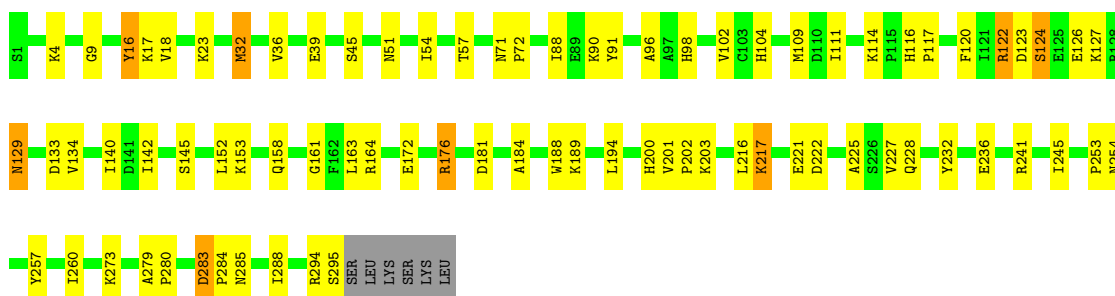 S1 K4 G9 Y16 K17 V18 K23 M32 V36 E39 S45 N51 I54 T57 N71 P72 I88 E89 K90 Y91 A96 A97 H98 V102 C103 H104 M109 D110 I111 K114 P115 H116 P117 F120 I121 R122 D123 S124 E125 E126 K127 R128
N129 D133 V134 I140 D141 I142 S145 L152 K153 Q158 G161 F162 L163 R164 E172 R176 D181 A184 W188 K189 L194 H200 V201 P202 K203 L216 K217 E221 D222 A225 S226 V227 Q228 Y232 E236 R241 I245 P253 N254
Y257 I260 K273 A279 P280 D283 P284 N285 I288 R294 S295 SER LEU LYS SER LYS LEU